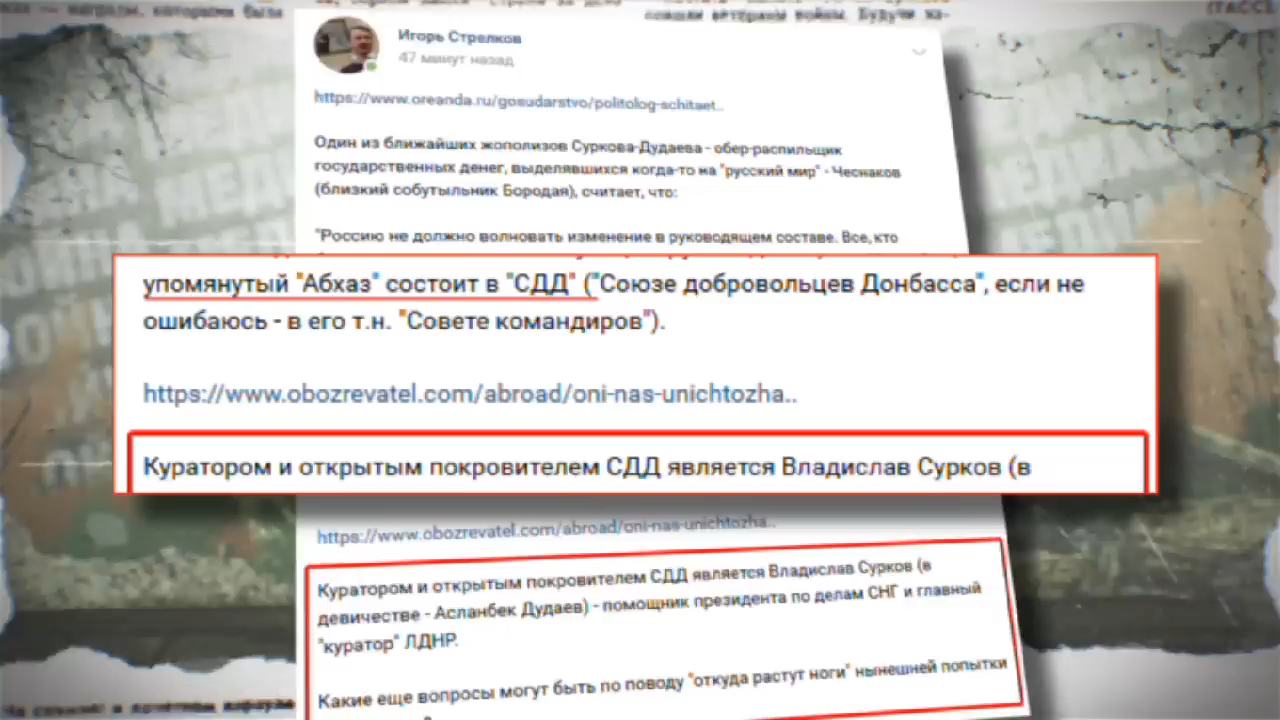 (ТАСС)
Игорь Стрелков
47 минут назад
https://www.oreanda.ru/gosudarstvo/politolog-schitaet..
Один из ближайших жополизов Суркова-Дудаева - обер-распильщик
государственных денег, выделявшихся когда-то на "русский мир" - Чеснаков
(близкий собутыльник Бородая), считает, что:
"Россию не должно волновать изменение в руководящем составе. Все, кто
упомянутый "Абхаз" состоит в "СДД" ("Союзе добровольцев Донбасса", если не
ошибаюсь - в его т.н. "Совете командиров").
https://www.obozrevatel.com/abroad/oni-nas-unichtozha..
Куратором и открытым покровителем СДД является Владислав Сурков (в
https://www.obozrevatel.com/abroad/oni-nas-unichtozha..
Куратором и открытым покровителем СДД является Владислав Сурков (в
девичестве - Асланбек Дудаев) - помощник президента по делам СНГ и главный
"куратор" ЛДНР.
Какие еще вопросы могут быть по поводу "откуда растут ноги" нынешней попытки